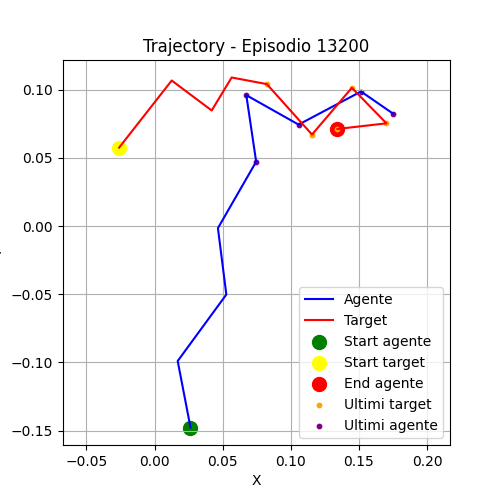 Trajectory - Episodio 13200
0.10
0.05
0.00
−0.05
−0.10
−0.15
−0.05
0.00
0.05
0.10
0.15
0.20
X
Agente
Target
Start agente
Start target
End agente
Ultimi target
Ultimi agente